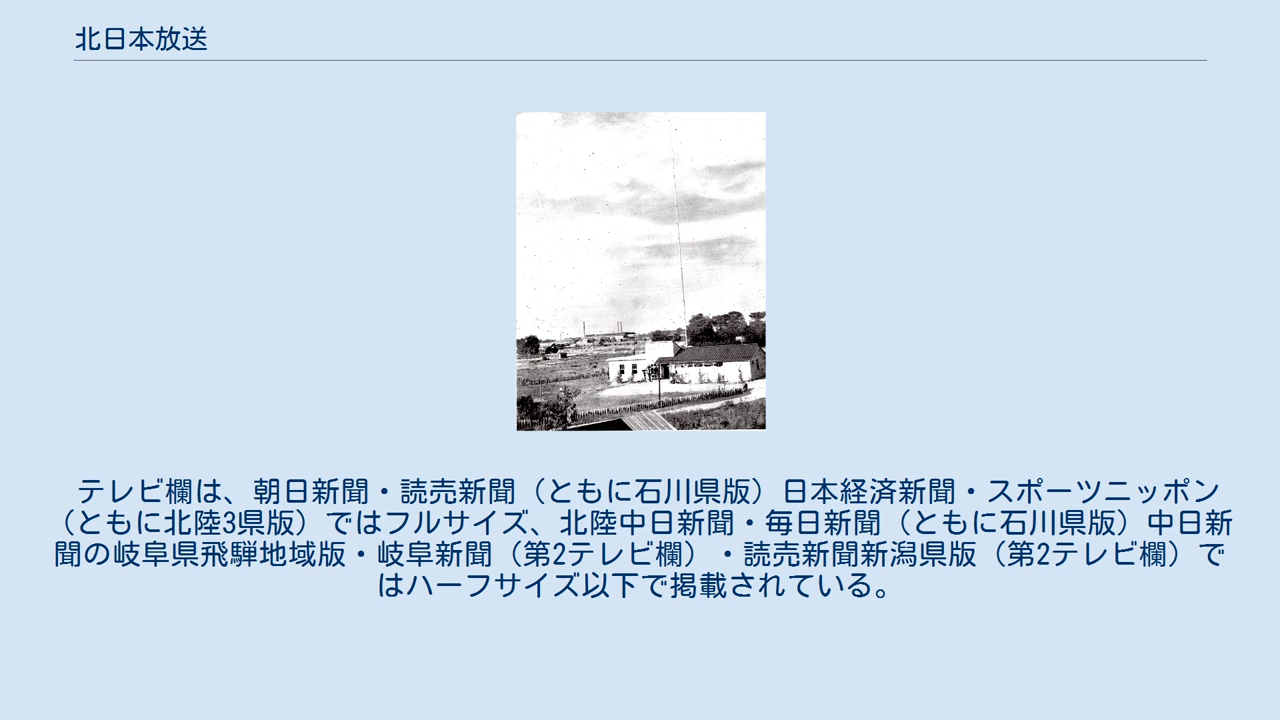 北日本放送
テレビ欄は、朝日新聞・読売新聞（ともに石川県版）日本経済新聞・スポーツニッポン
（ともに北陸3県版）ではフルサイズ、北陸中日新聞・毎日新聞（ともに石川県版）中日新
聞の岐阜県飛騨地域版・岐阜新聞（第2テレビ欄）・読売新聞新潟県版（第2テレビ欄）で
はハーフサイズ以下で掲載されている。